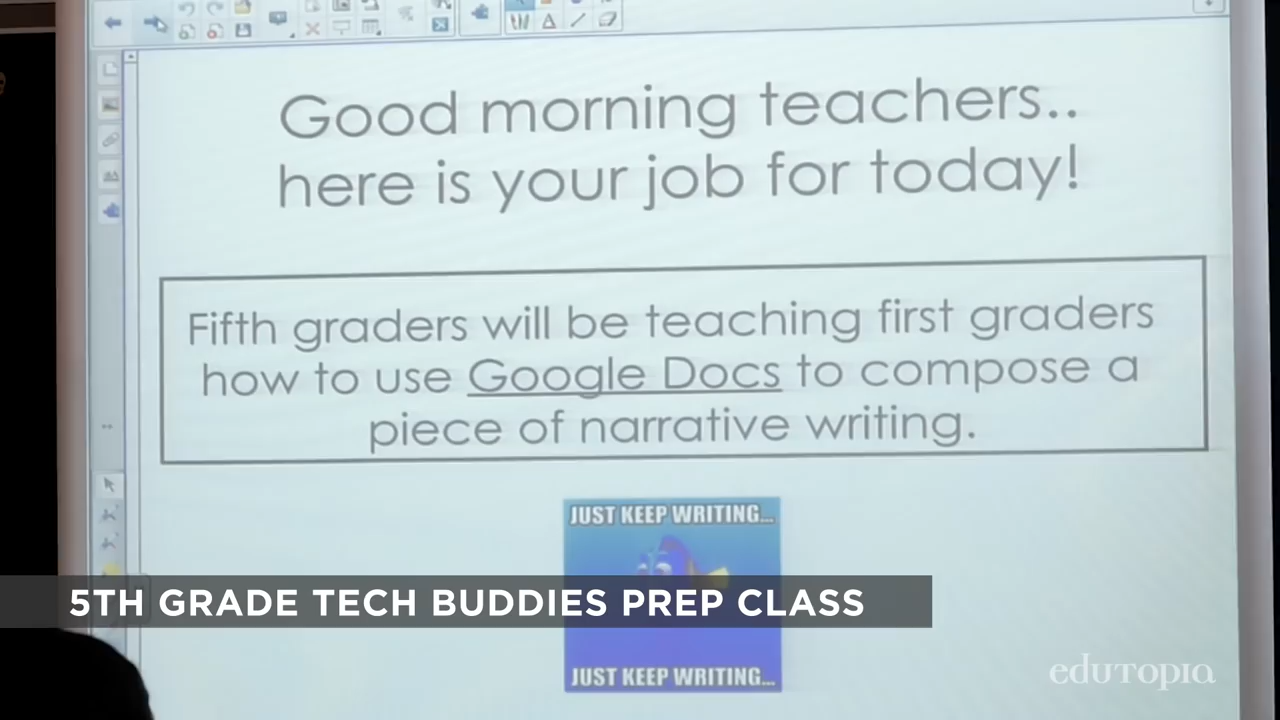 Good morning teachers..
here is your job for today!
Fifth graders will be teaching first graders
how to use Google Docs to compose a
piece of narrative writing.
JUST KEEP WRITING...
5TH GRADE TECH BUDDIES PREP CLASS
JUST KEEP WRITING...
edutopia